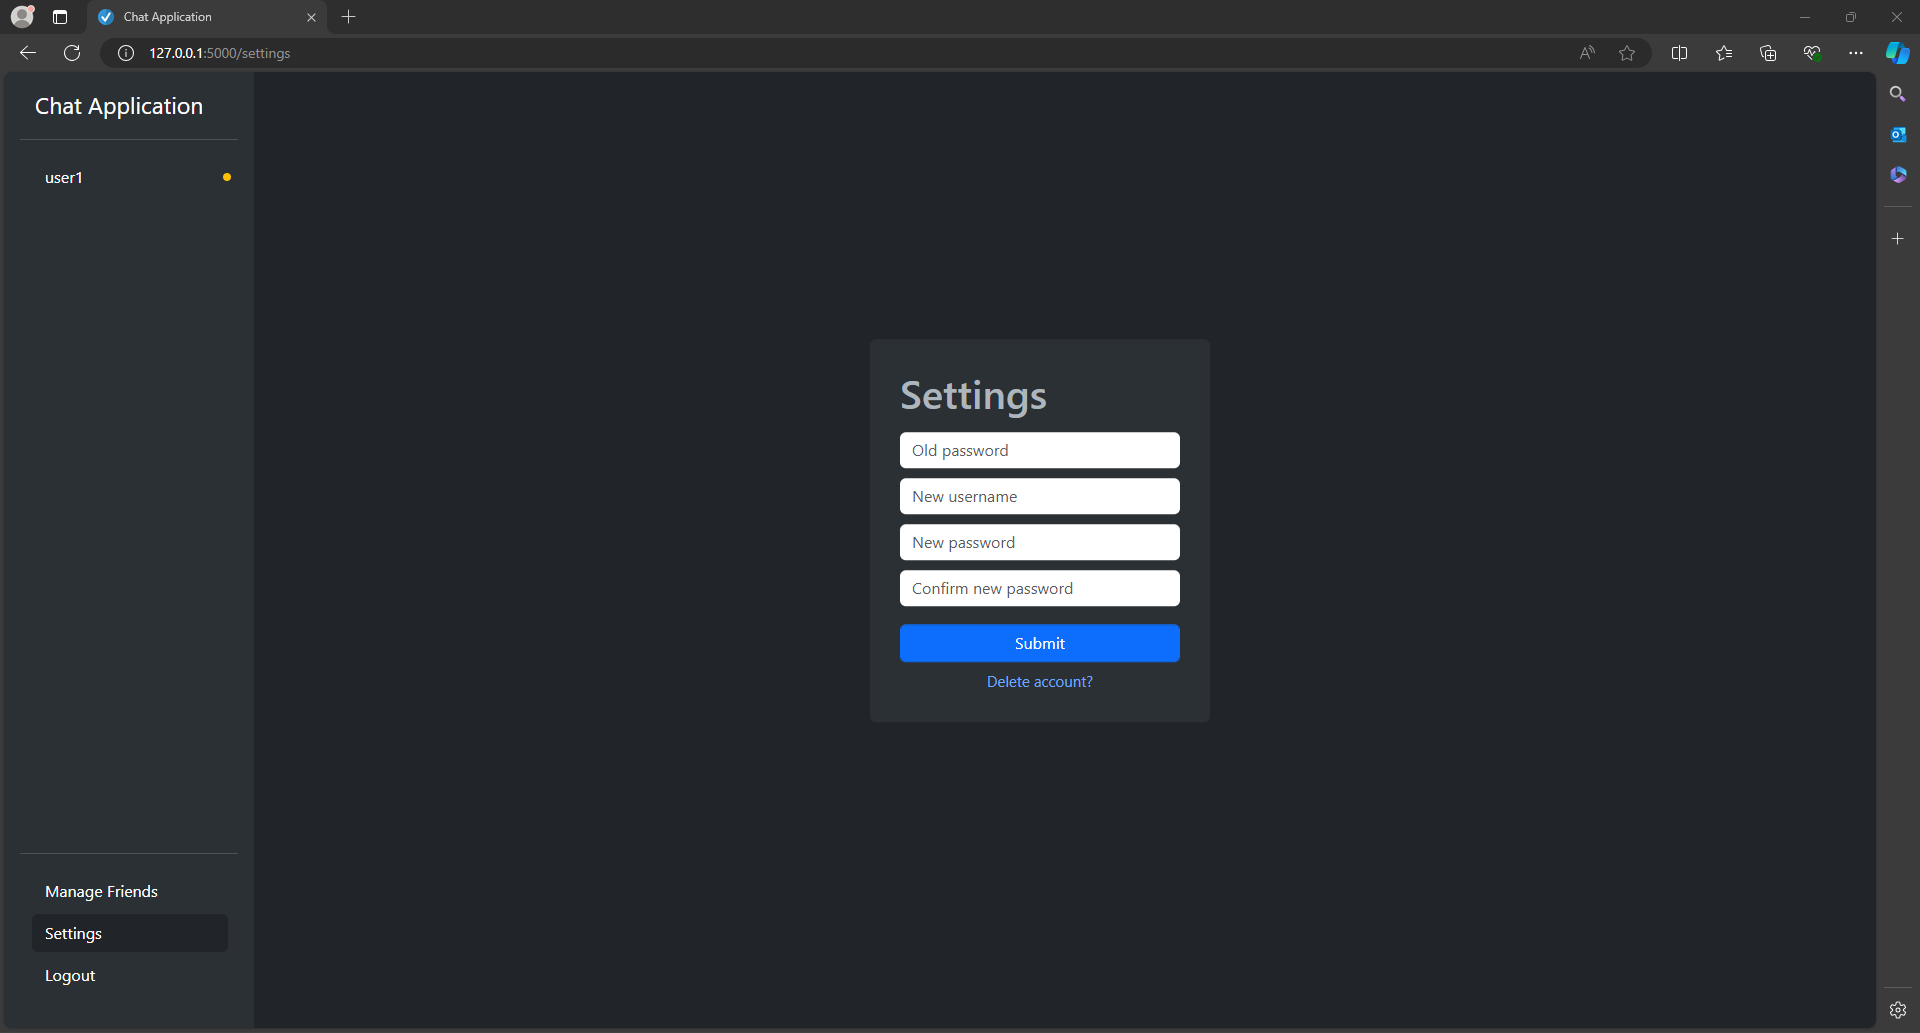 Chat Application
127.0.0.1:5000/settings
Chat Application
user1
Settings
Old password
New username
New password
Confirm new password
Submit
Delete account?
Manage Friends
Settings
Logout